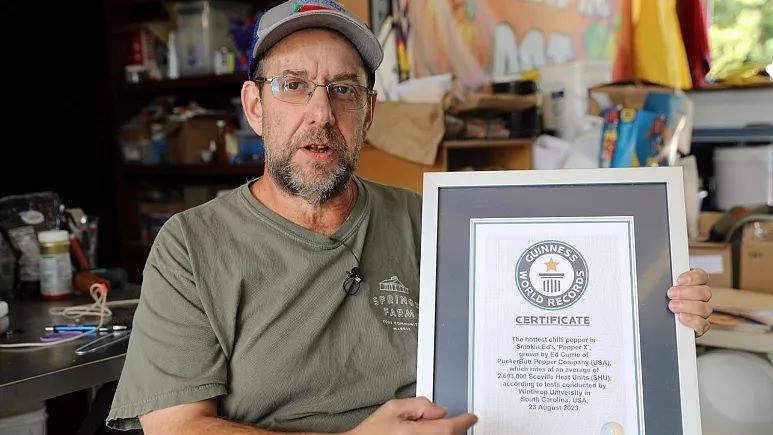 GUINNESS
WORLD RECORDS
CERTIFICATE
The hottest chilli pepper is
Smokin Ed's 'Pepper X',
grown by Ed Currie of
PuckerButt Pepper Company (USA),
which rates at an average of
2,693,000 Scoville Heat Units (SHU),
according to tests conducted by
Winthrop University in
South Carolina, USA,
23 August 2023.
SPRINGS
FARM